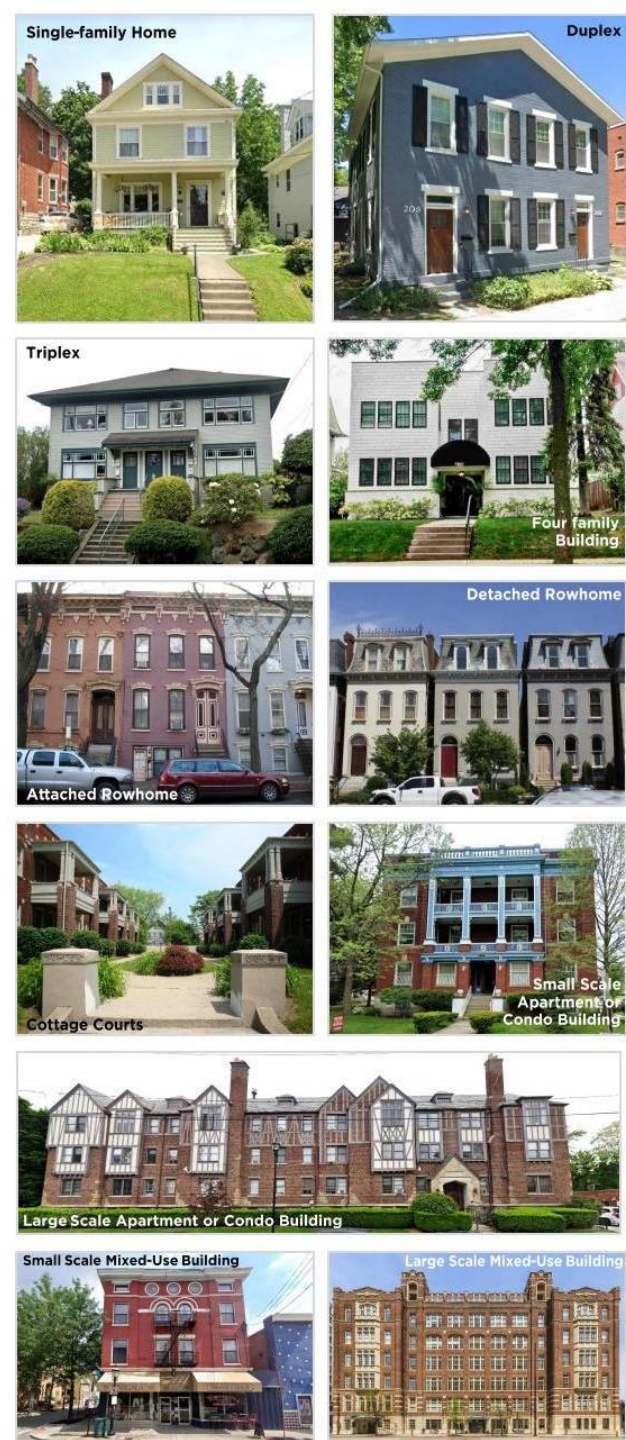 Single-family Home
Duplex
209
Triplex
Four family
Building
Attached Rowhome
Detached Rowhome
Cottage Courts
Small Scale
Apartment or
Condo Building
Large Scale Apartment or Condo Building
Small Scale Mixed-Use Building
Large Scale Mixed-Use Building